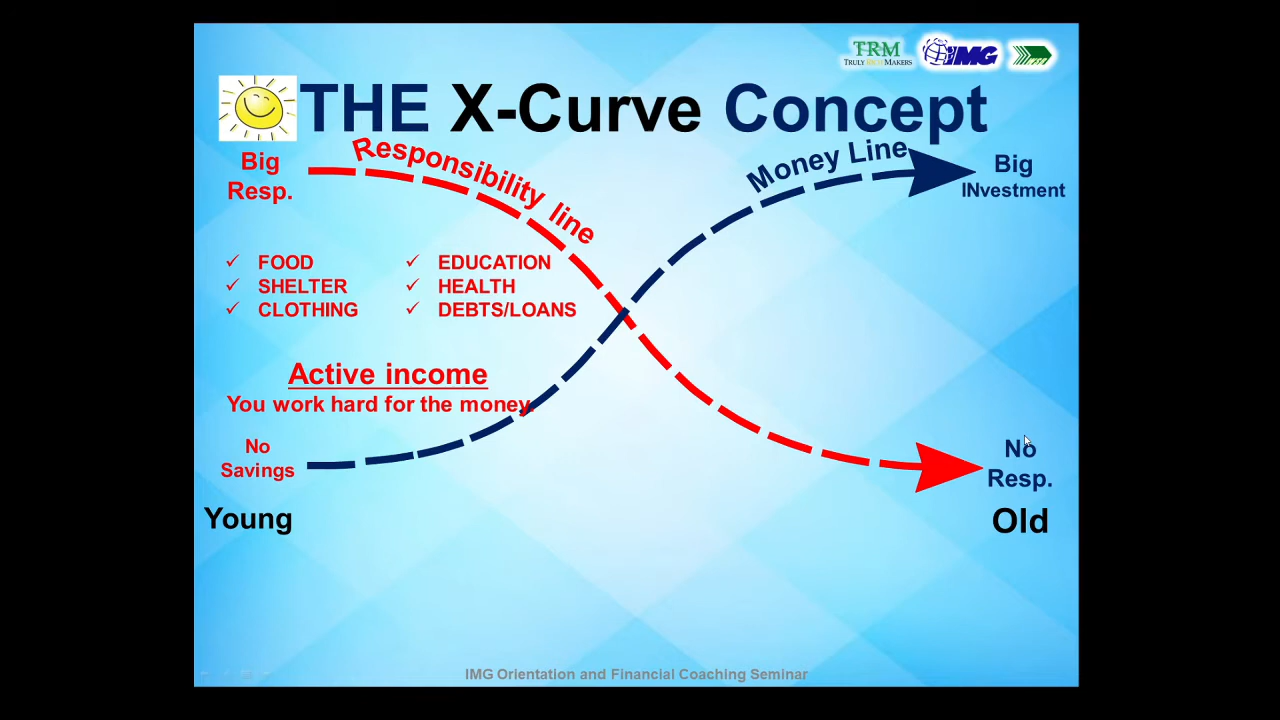 TRM
TRULY RICH MAKERS
IMG
THE X-Curve Concept
Big
Resp.
Responsibility line
Money Line
Big
INvestment
✓ FOOD
✓ SHELTER
✓ CLOTHING
✓ EDUCATION
✓ HEALTH
✓ DEBTS/LOANS
Active income
You work hard for the money.
No
Savings
No
Resp.
Young
Old
IMG Orientation and Financial Coaching Seminar